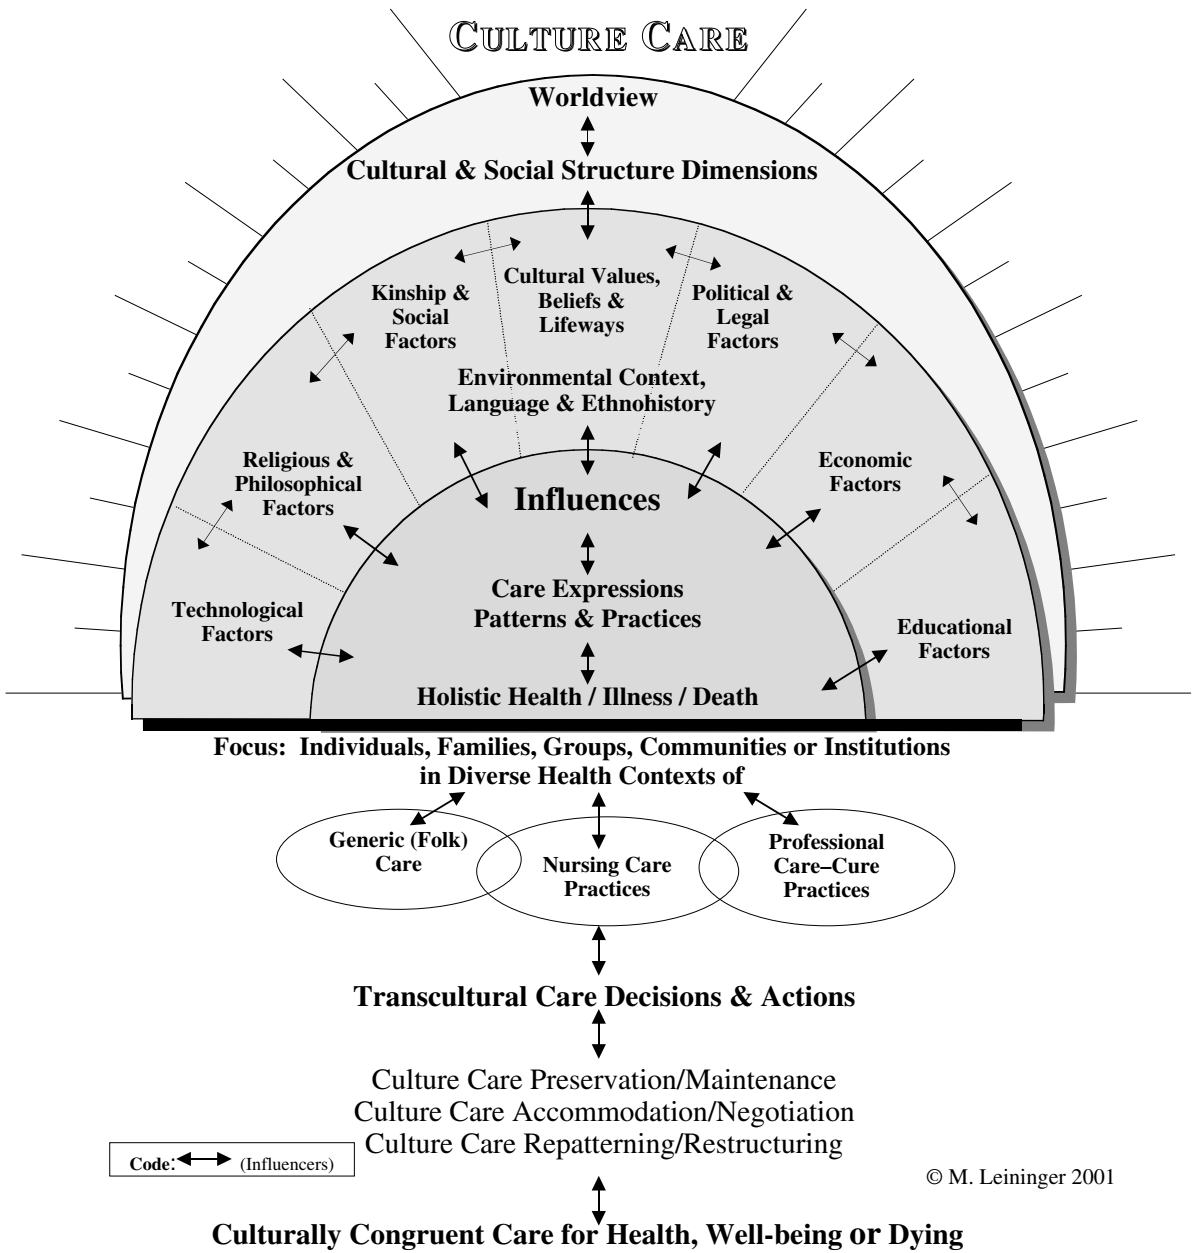 CULTURE CARE
Worldview
Cultural & Social Structure Dimensions
Kinship &
Social
Factors
Cultural Values,
Beliefs &
Lifeways
Political &
Legal
Factors
Environmental Context,
Language & Ethnohistory
Religious &
Philosophical
Factors
Economic
Factors
Influences
Care Expressions
Patterns & Practices
Technological
Factors
Educational
Factors
Holistic Health / Illness / Death
Focus: Individuals, Families, Groups, Communities or Institutions
in Diverse Health Contexts of
Generic (Folk)
Care
Nursing Care
Practices
Professional
Care–Cure
Practices
Transcultural Care Decisions & Actions
Culture Care Preservation/Maintenance
Culture Care Accommodation/Negotiation
Culture Care Repatterning/Restructuring
Code: (Influencers)
© M. Leininger 2001
Culturally Congruent Care for Health, Well-being or Dying